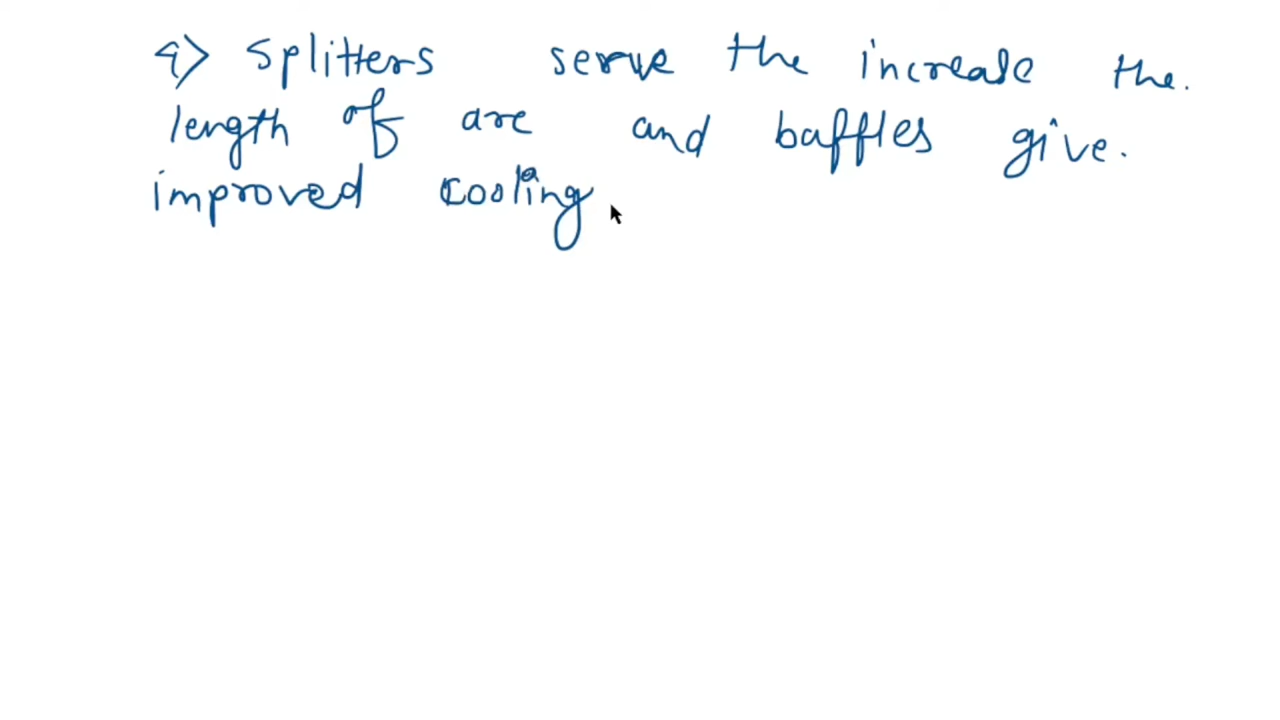 4> Splitters serve the increase the.
length of arc and baffles give.
improved cooling